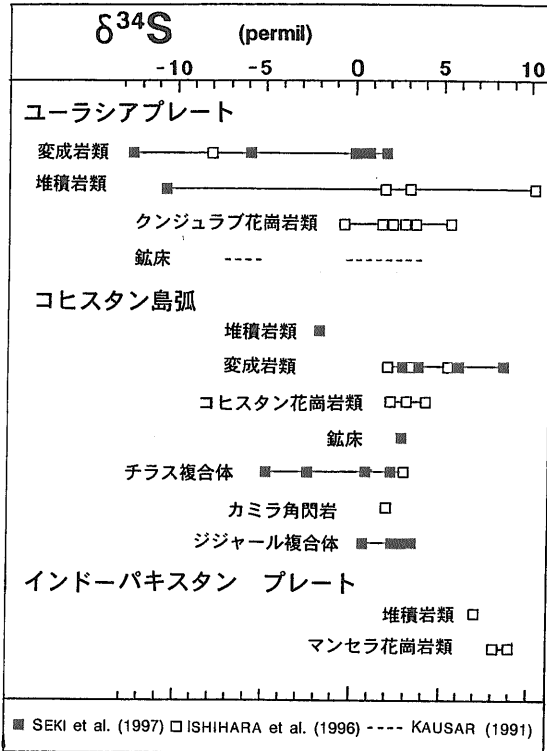 δ34S (permil)
-10 -5 0 5 10
ユーラシアプレート
変成岩類
堆積岩類
クンジュラブ花崗岩類
鉱床
コヒスタン島弧
堆積岩類
変成岩類
コヒスタン花崗岩類
鉱床
チラス複合体
カミラ角閃岩
ジジャール複合体
インドーパキスタン プレート
堆積岩類
マンセラ花崗岩類
SEKI et al. (1997) ISHIHARA et al. (1996) ---- KAUSAR (1991)